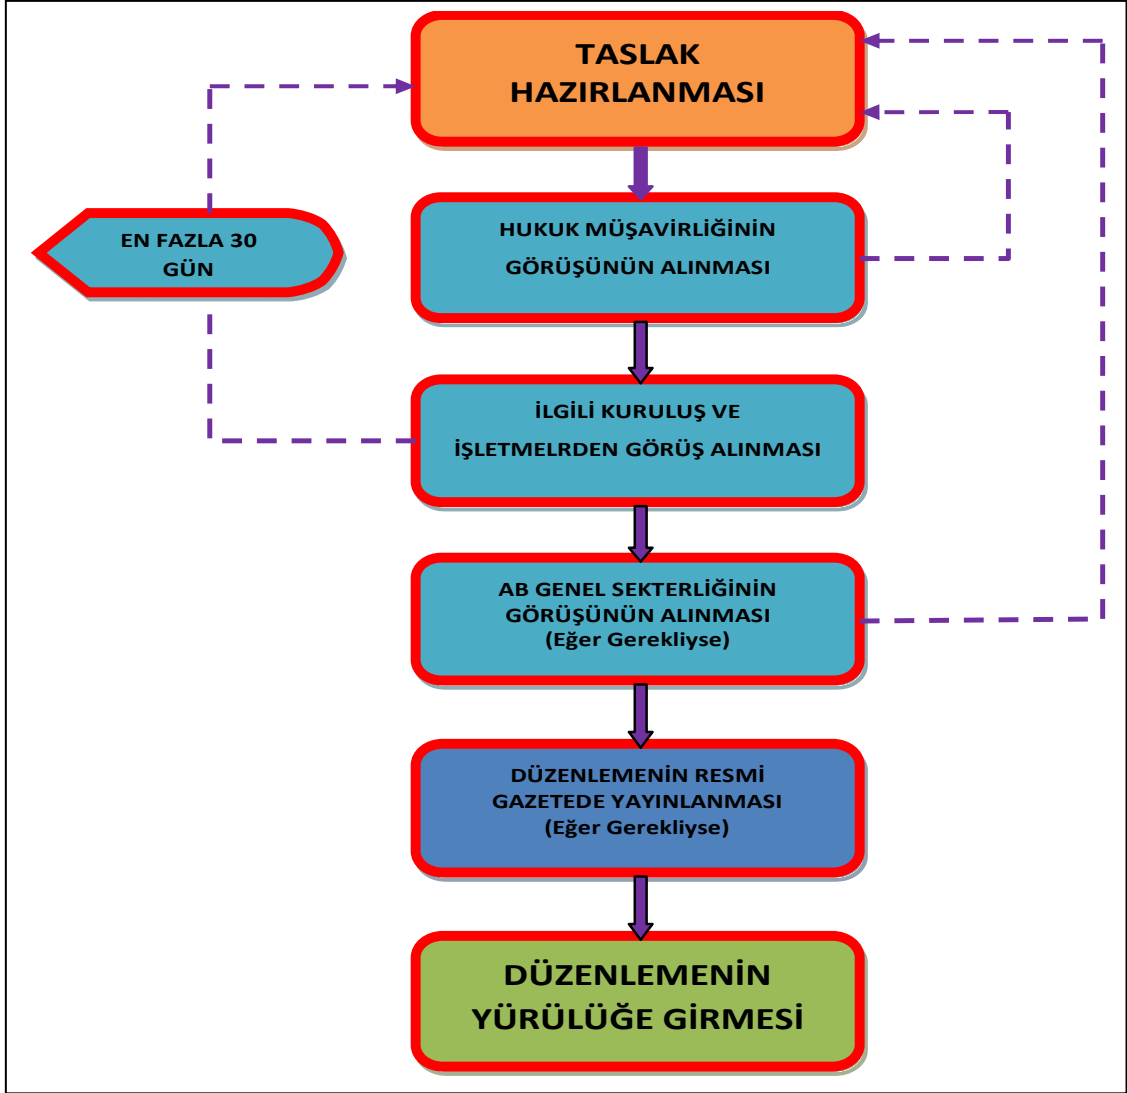 TASLAK
HAZIRLANMASI
HUKUK MÜŞAVİRLİĞİNİN
GÖRÜŞÜNÜN ALINMASI
EN FAZLA 30
GÜN
İLGİLİ KURULUŞ VE
İŞLETMELRDEN GÖRÜŞ ALINMASI
AB GENEL SEKTERLİĞİNİN
GÖRÜŞÜNÜN ALINMASI
(Eğer Gerekliyse)
DÜZENLEMENİN RESMİ
GAZETEDE YAYINLANMASI
(Eğer Gerekliyse)
DÜZENLEMENİN
YÜRÜLÜĞE GİRMESİ